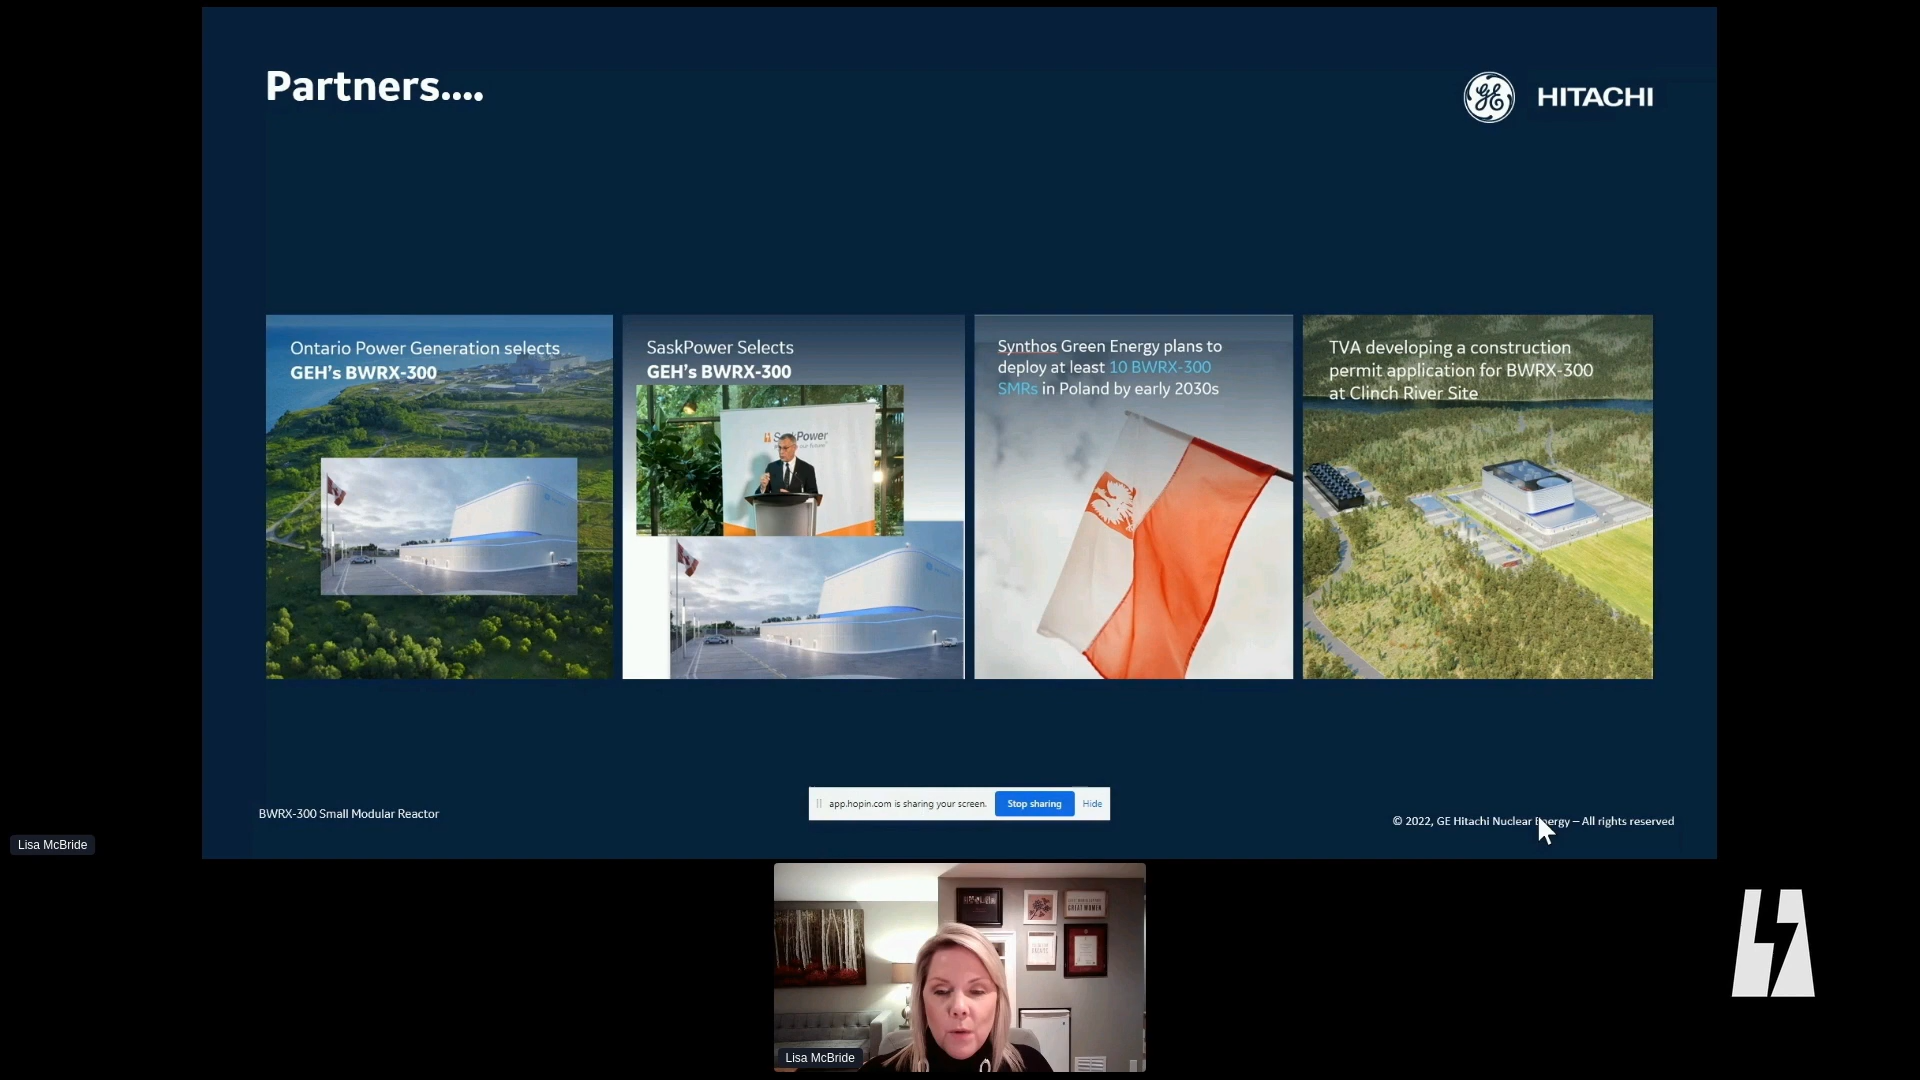 Partners....
HITACHI
Ontario Power Generation selects
GEH's BWRX-300
SaskPower Selects
GEH's BWRX-300
Synthos Green Energy plans to
deploy at least 10 BWRX-300
SMRs in Poland by early 2030s
TVA developing a construction
permit application for BWRX-300
at Clinch River Site
BWRX-300 Small Modular Reactor
app.hopin.com is sharing your screen.
Stop sharing
Hide
© 2022, GE Hitachi Nuclear Energy – All rights reserved
Lisa McBride
GREAT WOMEN
Lisa McBride